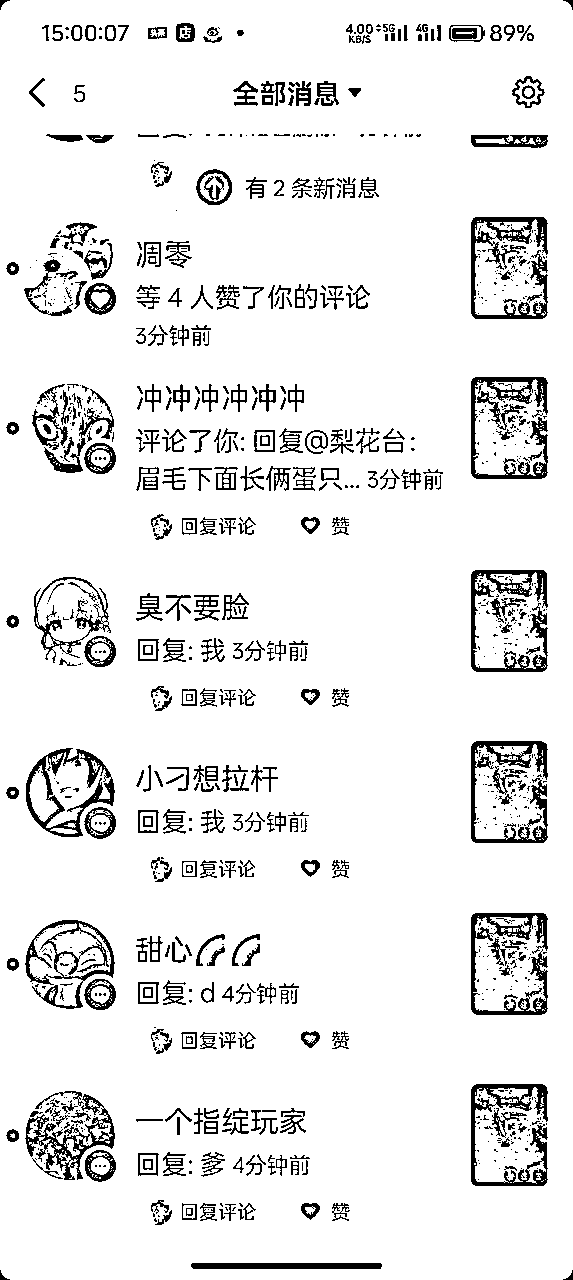 15:00:07 头条 店 4.00 KB/S 5G 4G 89%
5 全部消息
有 2 条新消息
凋零
等 4 人赞了你的评论
3分钟前
冲冲冲冲冲冲
评论了你: 回复@梨花台:
眉毛下面长俩蛋只... 3分钟前
回复评论 赞
臭不要脸
回复: 我 3分钟前
回复评论 赞
小刁想拉杆
回复: 我 3分钟前
回复评论 赞
甜心
回复: d 4分钟前
回复评论 赞
一个指绽玩家
回复: 爹 4分钟前
回复评论 赞